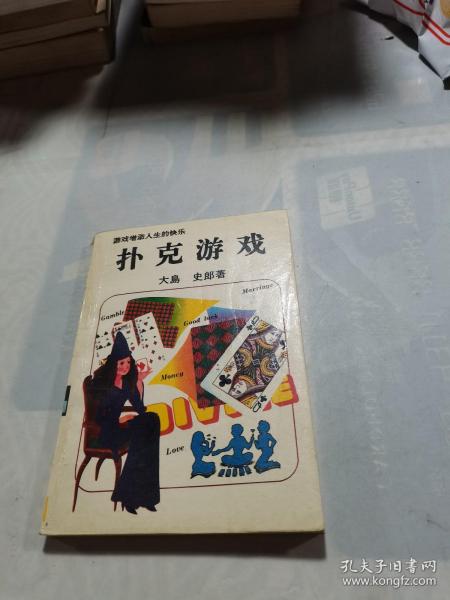 游戏增添人生的快乐
扑克游戏
大島 史郎著
Marriage
Gamble
Good luck
Money
DIVINE
Love
孔夫子旧书网
www.kongfz.com